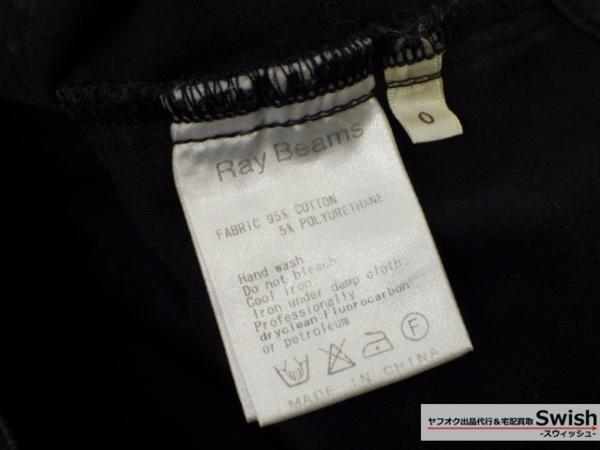 Ray Beams
0
FABRIC 95% COTTON
5% POLYURETHANE
Hand wash
Do not bleach.
Cool iron
Iron under damp cloth.
Professionally
dryclean:Fluorocarbon
or petroleum
F
MADE IN CHINA
ヤフオク出品代行&宅配買取 Swish
-スウィッシュ-